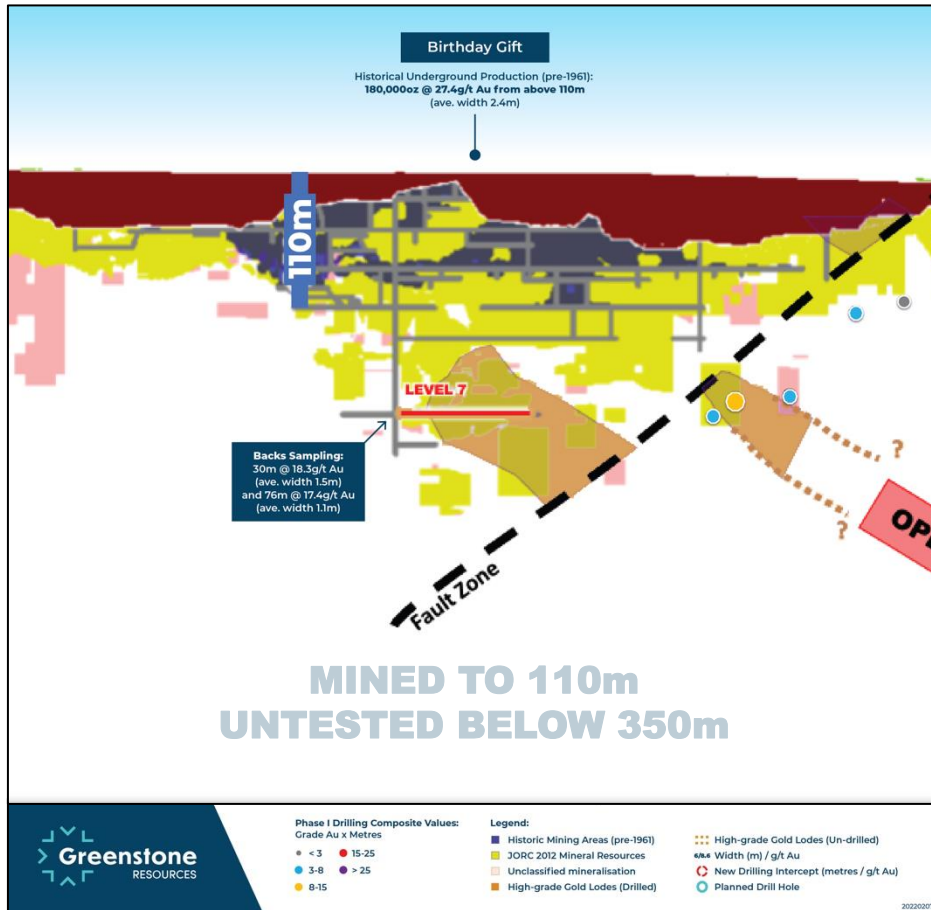 Birthday Gift
Historical Underground Production (pre-1961):
180,000oz @ 27.4g/t Au from above 110m
(ave. width 2.4m)
110m
LEVEL 7
Backs Sampling:
30m @ 18.3g/t Au
(ave. width 1.5m)
and 76m @ 17.4g/t Au
(ave. width 1.1m)
?
?
OPE
Fault Zone
MINED TO 110m
UNTESTED BELOW 350m
Greenstone
RESOURCES
Phase I Drilling Composite Values:
Grade Au x Metres
< 3
3-8
8-15
15-25
> 25
Legend:
Historic Mining Areas (pre-1961)
JORC 2012 Mineral Resources
Unclassified mineralisation
High-grade Gold Lodes (Drilled)
High-grade Gold Lodes (Un-drilled)
6/8.6 Width (m) / g/t Au
New Drilling Intercept (metres / g/t Au)
Planned Drill Hole
2022020